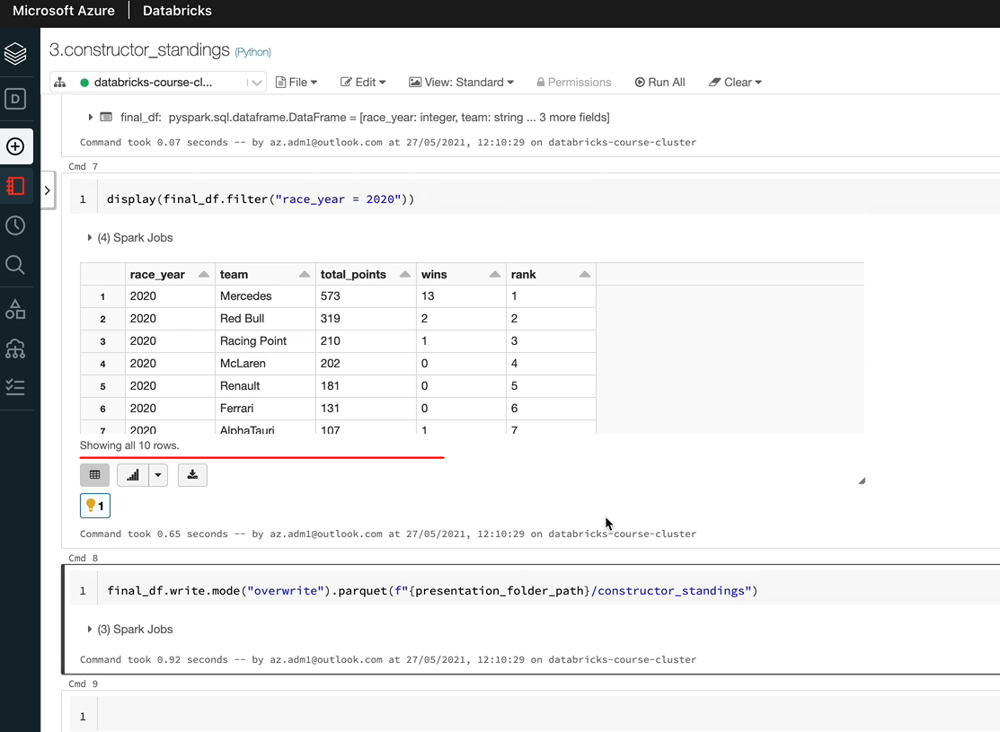 Microsoft Azure | Databricks
3.constructor_standings (Python)
databricks-course-cl... File Edit View: Standard Permissions Run All Clear
final_df: pyspark.sql.dataframe.DataFrame = [race_year: integer, team: string ... 3 more fields]
Command took 0.07 seconds -- by az.adm1@outlook.com at 27/05/2021, 12:10:29 on databricks-course-cluster
Cmd 7
1 display(final_df.filter("race_year = 2020"))
(4) Spark Jobs
race_year team total_points wins rank
1 2020 Mercedes 573 13 1
2 2020 Red Bull 319 2 2
3 2020 Racing Point 210 1 3
4 2020 McLaren 202 0 4
5 2020 Renault 181 0 5
6 2020 Ferrari 131 0 6
7 2020 AlphaTauri 107 1 7
Showing all 10 rows.
1
Command took 0.65 seconds -- by az.adm1@outlook.com at 27/05/2021, 12:10:29 on databricks-course-cluster
Cmd 8
1 final_df.write.mode("overwrite").parquet(f"{presentation_folder_path}/constructor_standings")
(3) Spark Jobs
Command took 0.92 seconds -- by az.adm1@outlook.com at 27/05/2021, 12:10:29 on databricks-course-cluster
Cmd 9
1